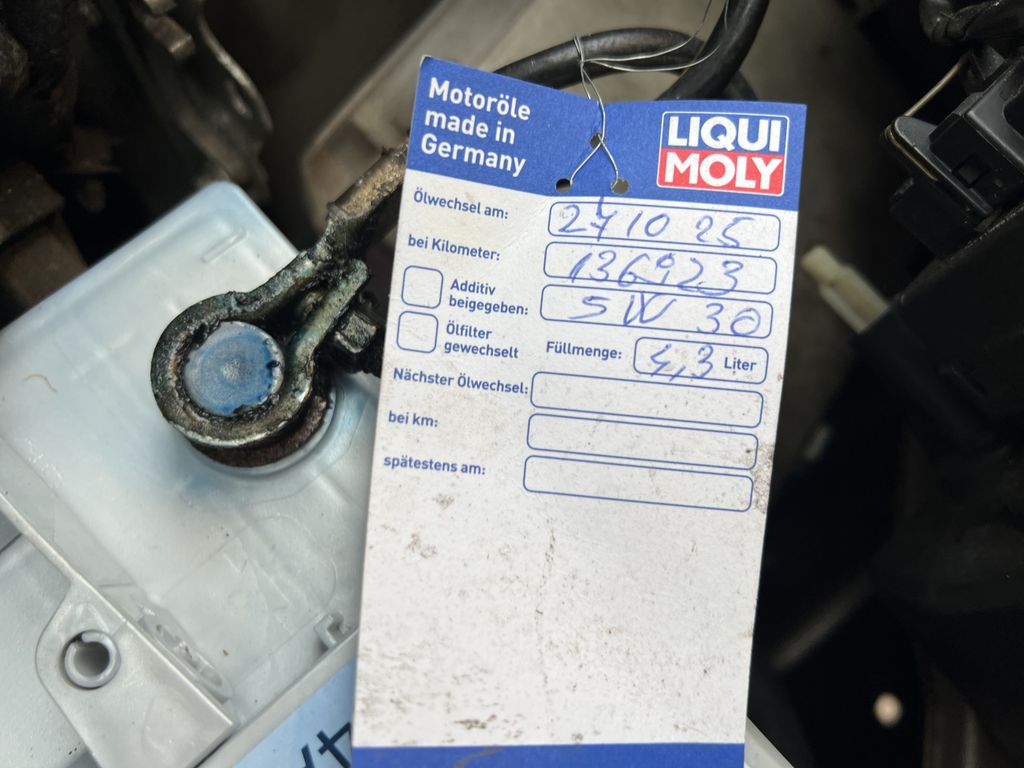 Motoröle
made in
Germany
LIQUI
MOLY
Ölwechsel am: 27 10 25
bei Kilometer: 136923
Additiv
beigegeben: 5W 30
Ölfilter
gewechselt
Füllmenge: 4,3 Liter
Nächster Ölwechsel:
bei km:
spätestens am: